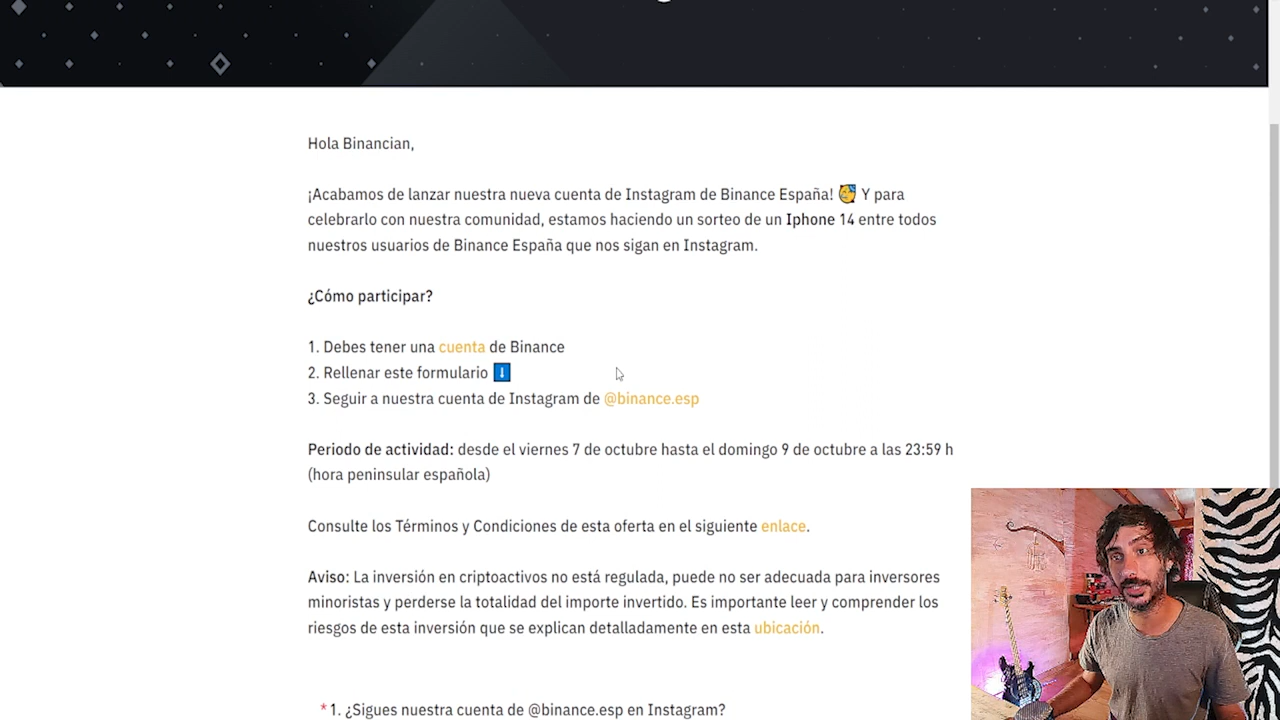 Hola Binancian,
¡Acabamos de lanzar nuestra nueva cuenta de Instagram de Binance España! 🥳 Y para
celebrarlo con nuestra comunidad, estamos haciendo un sorteo de un Iphone 14 entre todos
nuestros usuarios de Binance España que nos sigan en Instagram.
¿Cómo participar?
1. Debes tener una cuenta de Binance
2. Rellenar este formulario ⬇️
3. Seguir a nuestra cuenta de Instagram de @binance.esp
Periodo de actividad: desde el viernes 7 de octubre hasta el domingo 9 de octubre a las 23:59 h
(hora peninsular española)
Consulte los Términos y Condiciones de esta oferta en el siguiente enlace.
Aviso: La inversión en criptoactivos no está regulada, puede no ser adecuada para inversores
minoristas y perderse la totalidad del importe invertido. Es importante leer y comprender los
riesgos de esta inversión que se explican detalladamente en esta ubicación.
* 1. ¿Sigues nuestra cuenta de @binance.esp en Instagram?